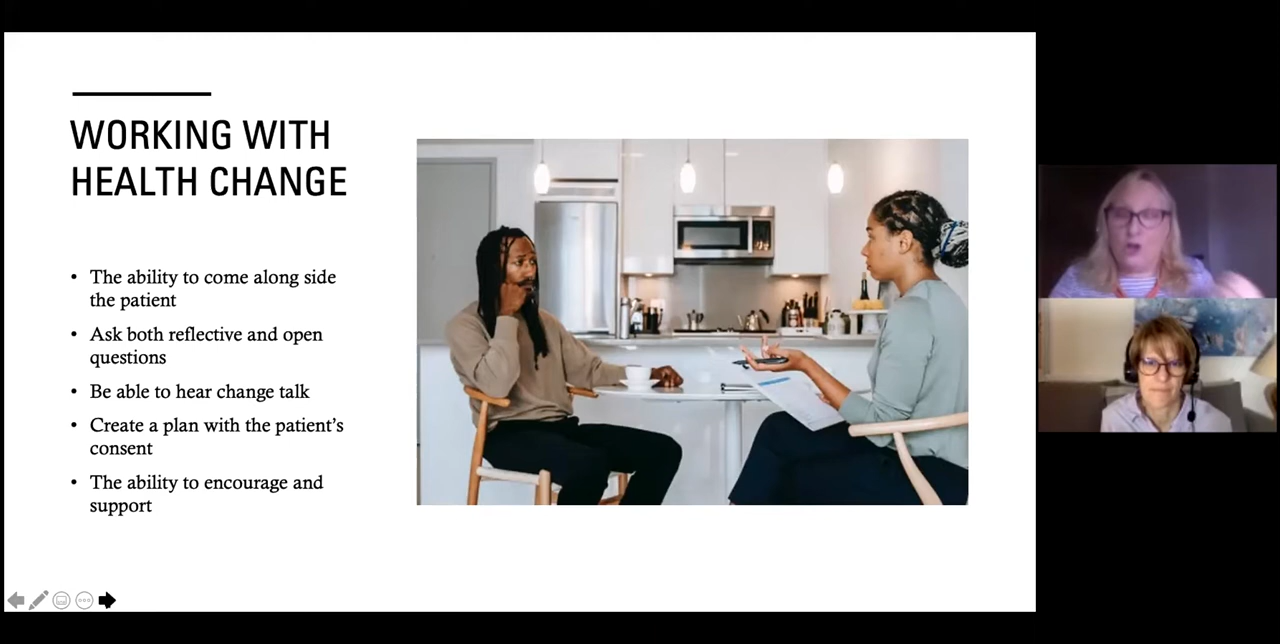 WORKING WITH
HEALTH CHANGE
• The ability to come along side
the patient
• Ask both reflective and open
questions
• Be able to hear change talk
• Create a plan with the patient’s
consent
• The ability to encourage and
support